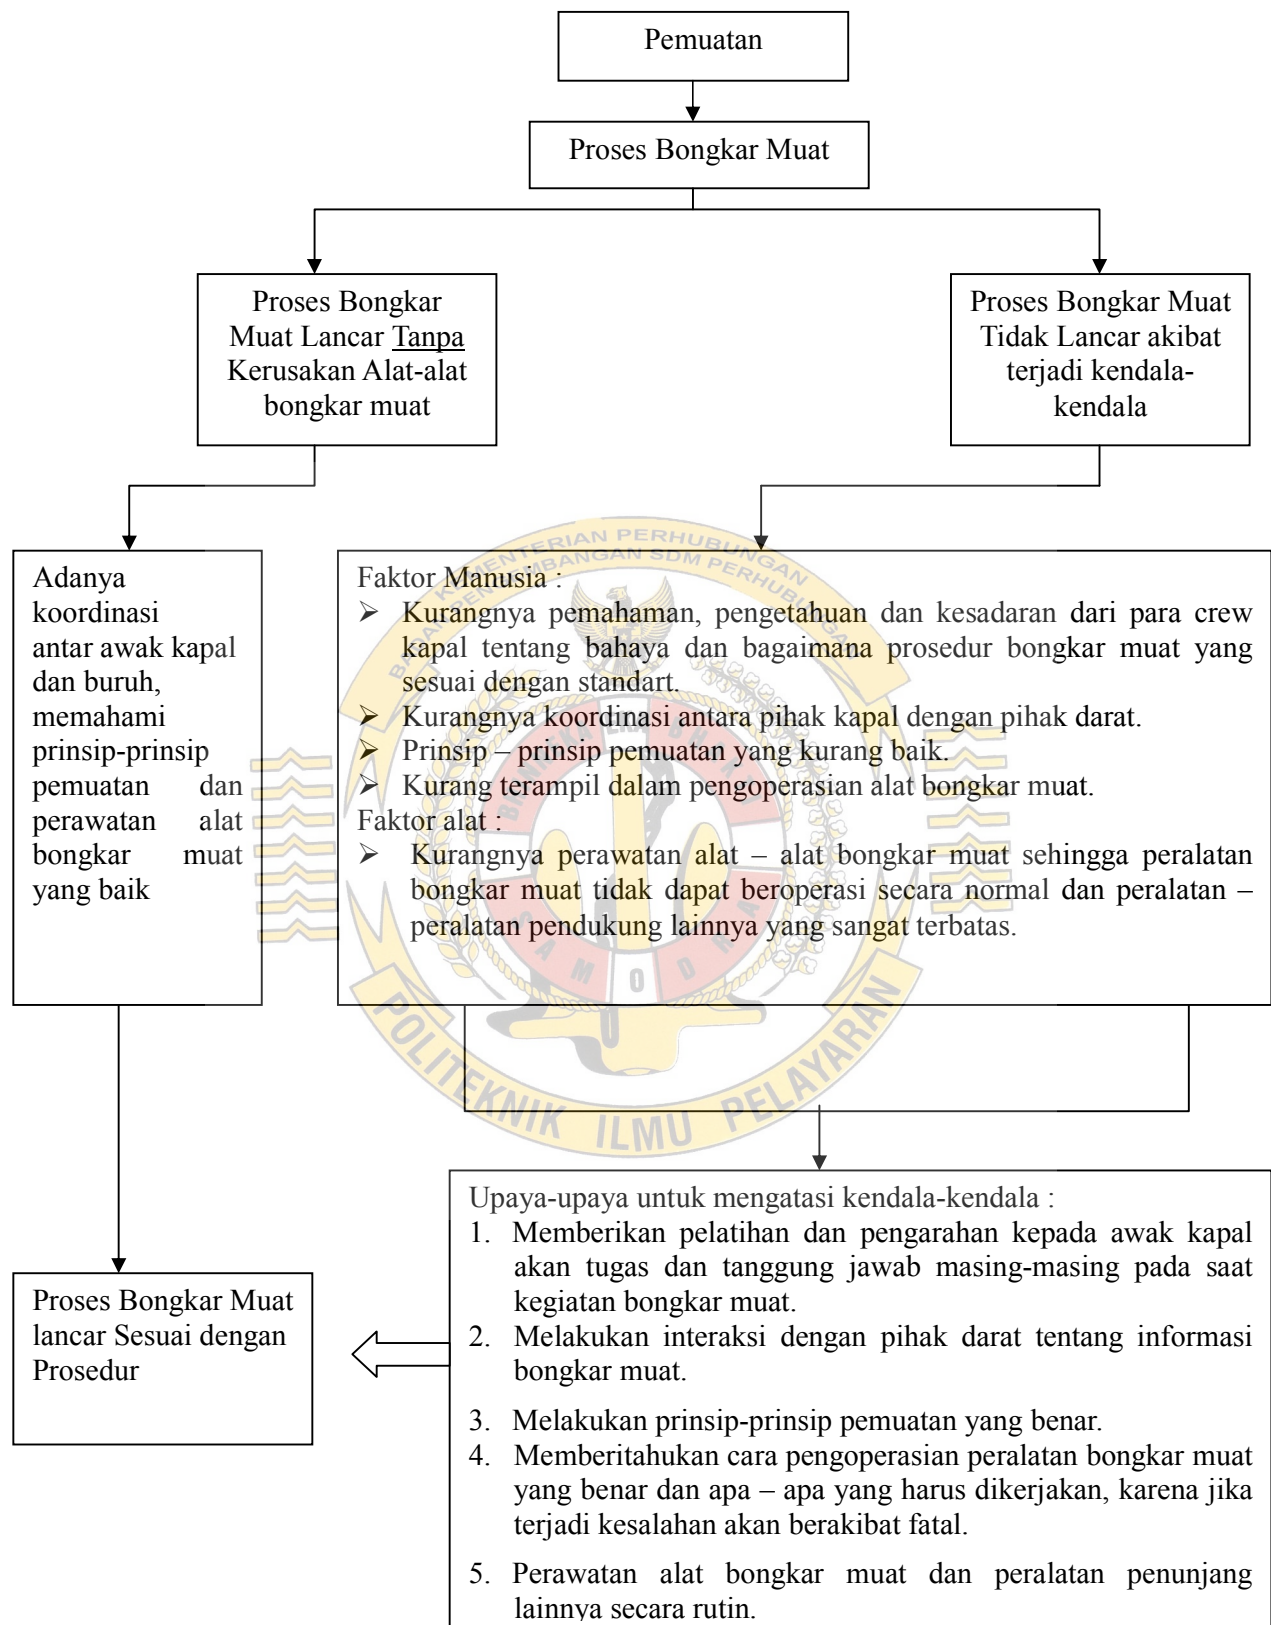 Pemuatan
Proses Bongkar Muat
Proses Bongkar
Muat Lancar Tanpa
Kerusakan Alat-alat
bongkar muat
Proses Bongkar Muat
Tidak Lancar akibat
terjadi kendala-
kendala
Adanya
koordinasi
antar awak kapal
dan buruh,
memahami
prinsip-prinsip
pemuatan dan
perawatan alat
bongkar muat
yang baik
Faktor Manusia :
➢ Kurangnya pemahaman, pengetahuan dan kesadaran dari para crew
kapal tentang bahaya dan bagaimana prosedur bongkar muat yang
sesuai dengan standart.
➢ Kurangnya koordinasi antara pihak kapal dengan pihak darat.
➢ Prinsip – prinsip pemuatan yang kurang baik.
➢ Kurang terampil dalam pengoperasian alat bongkar muat.
Faktor alat :
➢ Kurangnya perawatan alat – alat bongkar muat sehingga peralatan
bongkar muat tidak dapat beroperasi secara normal dan peralatan –
peralatan pendukung lainnya yang sangat terbatas.
Upaya-upaya untuk mengatasi kendala-kendala :
1. Memberikan pelatihan dan pengarahan kepada awak kapal
akan tugas dan tanggung jawab masing-masing pada saat
kegiatan bongkar muat.
2. Melakukan interaksi dengan pihak darat tentang informasi
bongkar muat.
3. Melakukan prinsip-prinsip pemuatan yang benar.
4. Memberitahukan cara pengoperasian peralatan bongkar muat
yang benar dan apa – apa yang harus dikerjakan, karena jika
terjadi kesalahan akan berakibat fatal.
5. Perawatan alat bongkar muat dan peralatan penunjang
lainnya secara rutin.
Proses Bongkar Muat
lancar Sesuai dengan
Prosedur
KEMENTERIAN PERHUBUNGAN
BADAN PENGEMBANGAN SDM PERHUBUNGAN
SAMODRA
POLITEKNIK ILMU PELAYARAN